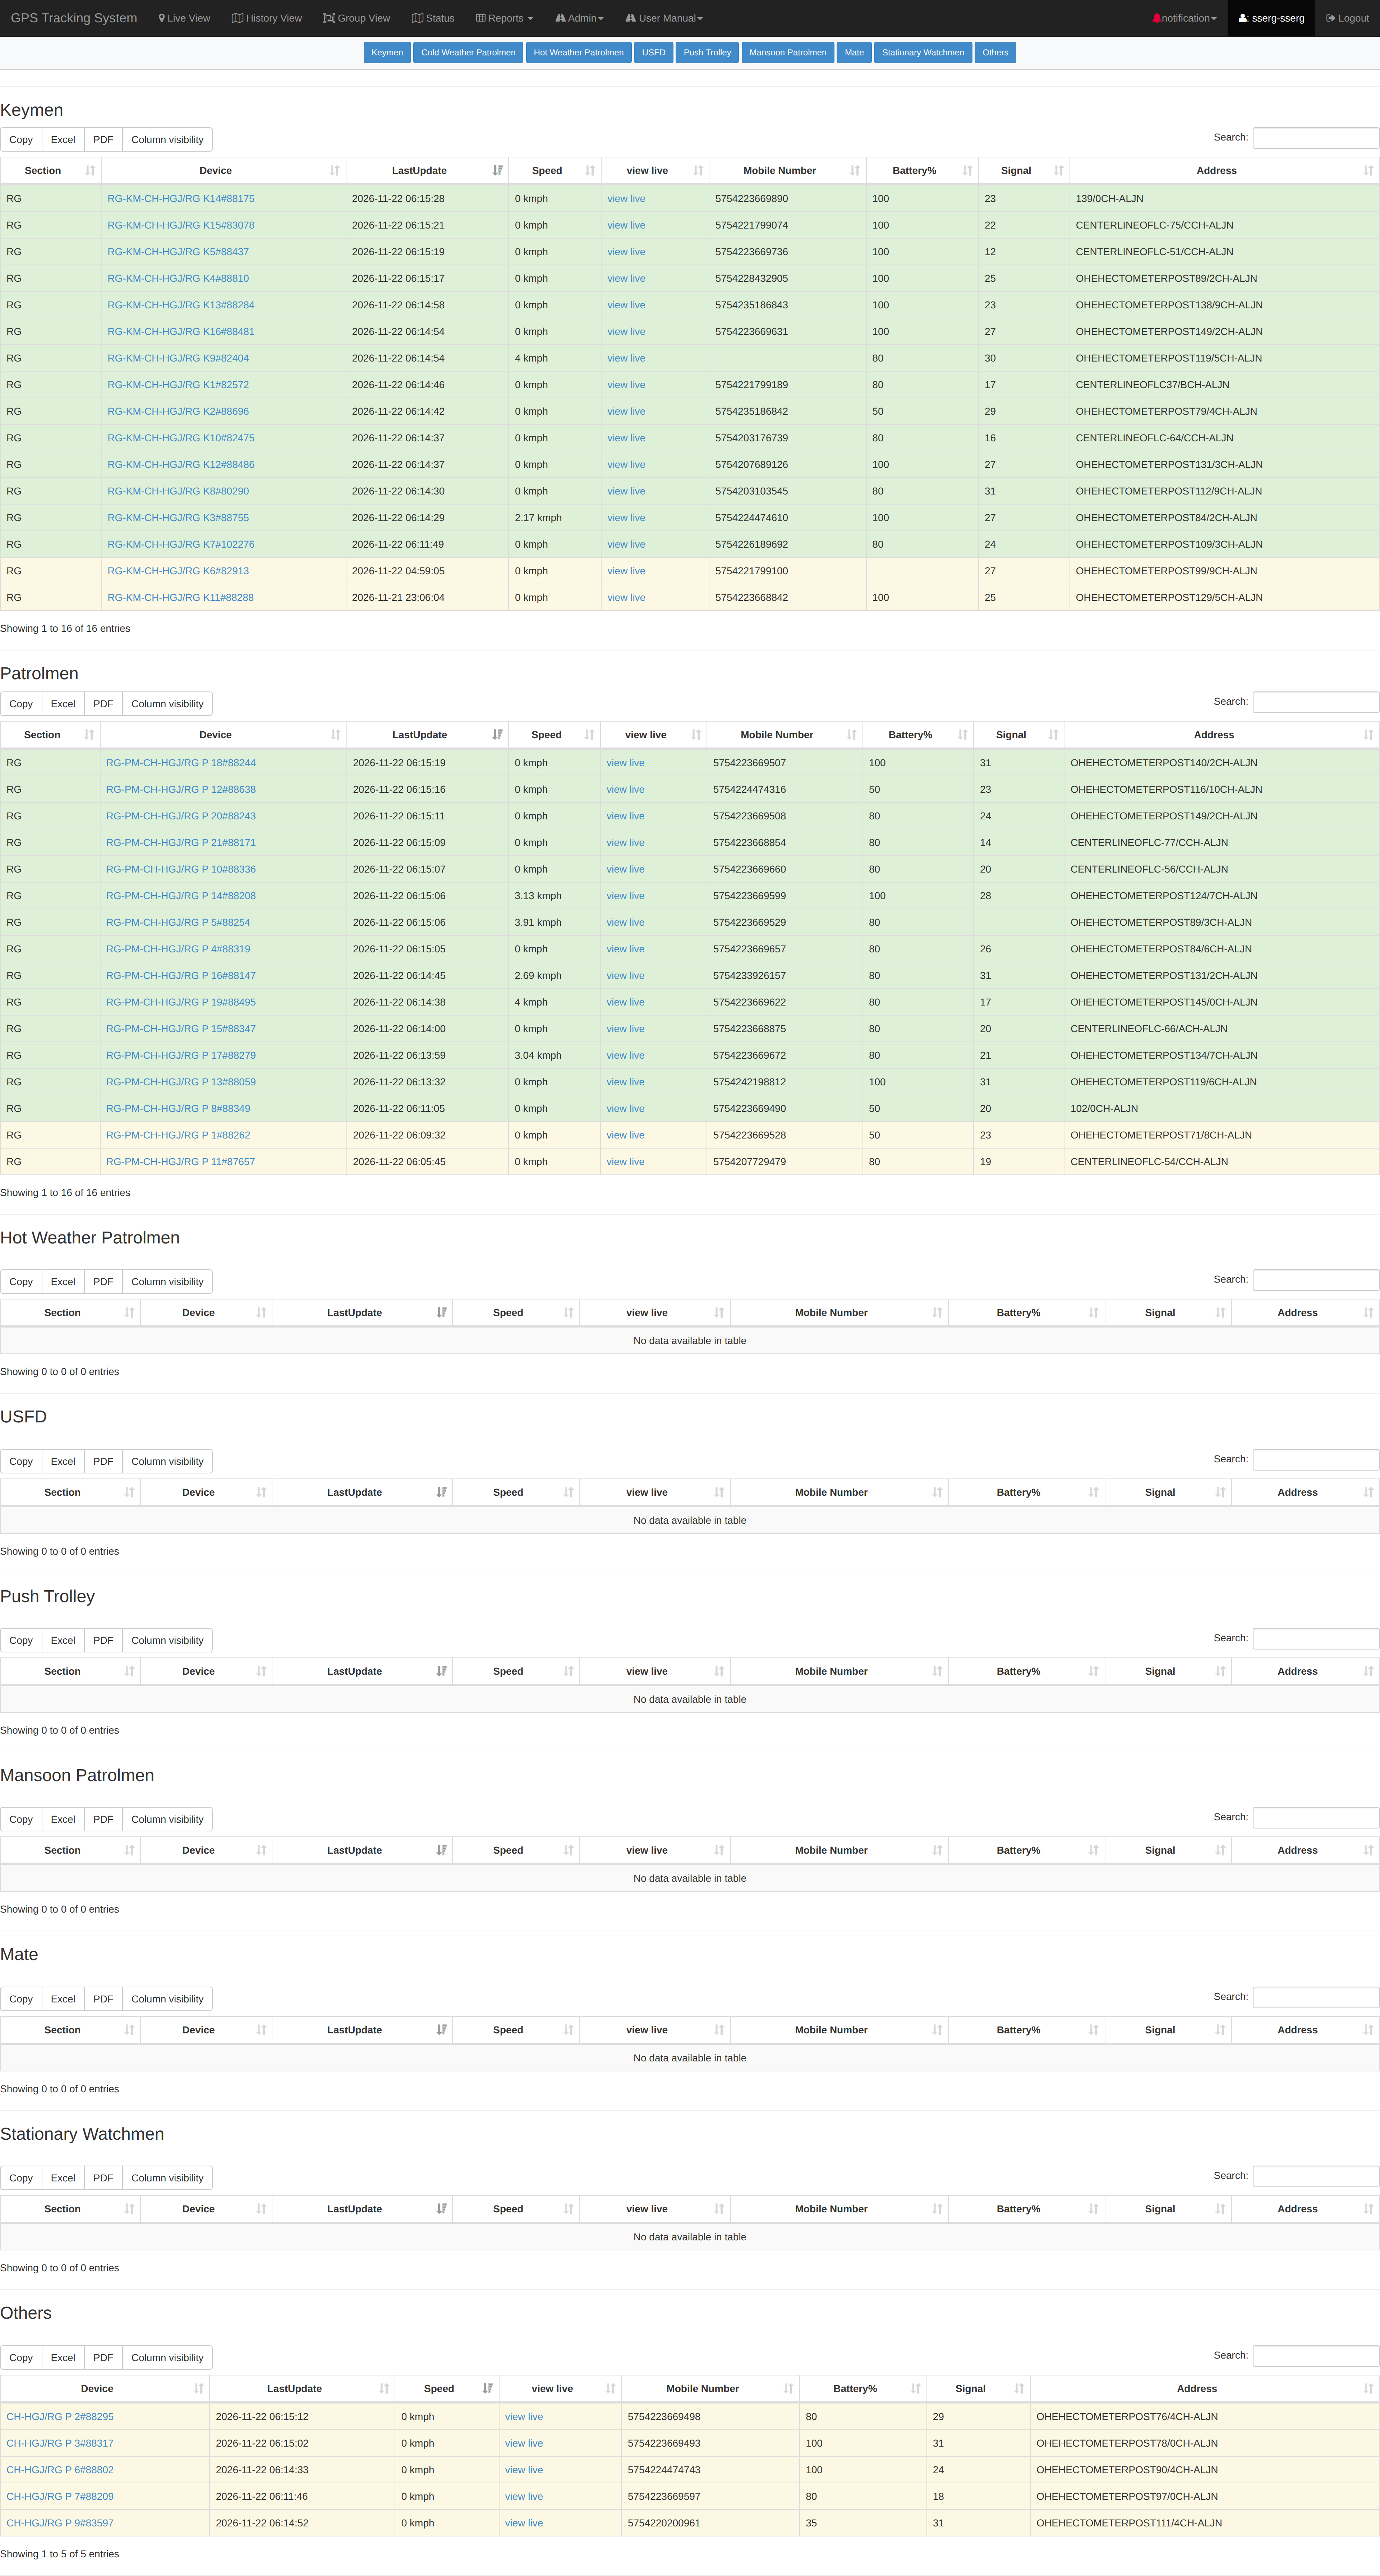 GPS Tracking System Live View History View Group View Status Reports Admin User Manual notification : sserg-sserg Logout
Keymen Cold Weather Patrolmen Hot Weather Patrolmen USFD Push Trolley Mansoon Patrolmen Mate Stationary Watchmen Others
Keymen
Copy Excel PDF Column visibility Search:
Section Device LastUpdate Speed view live Mobile Number Battery% Signal Address
RG RG-KM-CH-HGJ/RG K14#88175 2026-11-22 06:15:28 0 kmph view live 5754223669890 100 23 139/0CH-ALJN
RG RG-KM-CH-HGJ/RG K15#83078 2026-11-22 06:15:21 0 kmph view live 5754221799074 100 22 CENTERLINEOFLC-75/CCH-ALJN
RG RG-KM-CH-HGJ/RG K5#88437 2026-11-22 06:15:19 0 kmph view live 5754223669736 100 12 CENTERLINEOFLC-51/CCH-ALJN
RG RG-KM-CH-HGJ/RG K4#88810 2026-11-22 06:15:17 0 kmph view live 5754228432905 100 25 OHEHECTOMETERPOST89/2CH-ALJN
RG RG-KM-CH-HGJ/RG K13#88284 2026-11-22 06:14:58 0 kmph view live 5754235186843 100 23 OHEHECTOMETERPOST138/9CH-ALJN
RG RG-KM-CH-HGJ/RG K16#88481 2026-11-22 06:14:54 0 kmph view live 5754223669631 100 27 OHEHECTOMETERPOST149/2CH-ALJN
RG RG-KM-CH-HGJ/RG K9#82404 2026-11-22 06:14:54 4 kmph view live 80 30 OHEHECTOMETERPOST119/5CH-ALJN
RG RG-KM-CH-HGJ/RG K1#82572 2026-11-22 06:14:46 0 kmph view live 5754221799189 80 17 CENTERLINEOFLC37/BCH-ALJN
RG RG-KM-CH-HGJ/RG K2#88696 2026-11-22 06:14:42 0 kmph view live 5754235186842 50 29 OHEHECTOMETERPOST79/4CH-ALJN
RG RG-KM-CH-HGJ/RG K10#82475 2026-11-22 06:14:37 0 kmph view live 5754203176739 80 16 CENTERLINEOFLC-64/CCH-ALJN
RG RG-KM-CH-HGJ/RG K12#88486 2026-11-22 06:14:37 0 kmph view live 5754207689126 100 27 OHEHECTOMETERPOST131/3CH-ALJN
RG RG-KM-CH-HGJ/RG K8#80290 2026-11-22 06:14:30 0 kmph view live 5754203103545 80 31 OHEHECTOMETERPOST112/9CH-ALJN
RG RG-KM-CH-HGJ/RG K3#88755 2026-11-22 06:14:29 2.17 kmph view live 5754224474610 100 27 OHEHECTOMETERPOST84/2CH-ALJN
RG RG-KM-CH-HGJ/RG K7#102276 2026-11-22 06:11:49 0 kmph view live 5754226189692 80 24 OHEHECTOMETERPOST109/3CH-ALJN
RG RG-KM-CH-HGJ/RG K6#82913 2026-11-22 04:59:05 0 kmph view live 5754221799100 27 OHEHECTOMETERPOST99/9CH-ALJN
RG RG-KM-CH-HGJ/RG K11#88288 2026-11-21 23:06:04 0 kmph view live 5754223668842 100 25 OHEHECTOMETERPOST129/5CH-ALJN
Showing 1 to 16 of 16 entries
Patrolmen
Copy Excel PDF Column visibility Search:
Section Device LastUpdate Speed view live Mobile Number Battery% Signal Address
RG RG-PM-CH-HGJ/RG P 18#88244 2026-11-22 06:15:19 0 kmph view live 5754223669507 100 31 OHEHECTOMETERPOST140/2CH-ALJN
RG RG-PM-CH-HGJ/RG P 12#88638 2026-11-22 06:15:16 0 kmph view live 5754224474316 50 23 OHEHECTOMETERPOST116/10CH-ALJN
RG RG-PM-CH-HGJ/RG P 20#88243 2026-11-22 06:15:11 0 kmph view live 5754223669508 80 24 OHEHECTOMETERPOST149/2CH-ALJN
RG RG-PM-CH-HGJ/RG P 21#88171 2026-11-22 06:15:09 0 kmph view live 5754223668854 80 14 CENTERLINEOFLC-77/CCH-ALJN
RG RG-PM-CH-HGJ/RG P 10#88336 2026-11-22 06:15:07 0 kmph view live 5754223669660 80 20 CENTERLINEOFLC-56/CCH-ALJN
RG RG-PM-CH-HGJ/RG P 14#88208 2026-11-22 06:15:06 3.13 kmph view live 5754223669599 100 28 OHEHECTOMETERPOST124/7CH-ALJN
RG RG-PM-CH-HGJ/RG P 5#88254 2026-11-22 06:15:06 3.91 kmph view live 5754223669529 80 OHEHECTOMETERPOST89/3CH-ALJN
RG RG-PM-CH-HGJ/RG P 4#88319 2026-11-22 06:15:05 0 kmph view live 5754223669657 80 26 OHEHECTOMETERPOST84/6CH-ALJN
RG RG-PM-CH-HGJ/RG P 16#88147 2026-11-22 06:14:45 2.69 kmph view live 5754233926157 80 31 OHEHECTOMETERPOST131/2CH-ALJN
RG RG-PM-CH-HGJ/RG P 19#88495 2026-11-22 06:14:38 4 kmph view live 5754223669622 80 17 OHEHECTOMETERPOST145/0CH-ALJN
RG RG-PM-CH-HGJ/RG P 15#88347 2026-11-22 06:14:00 0 kmph view live 5754223668875 80 20 CENTERLINEOFLC-66/ACH-ALJN
RG RG-PM-CH-HGJ/RG P 17#88279 2026-11-22 06:13:59 3.04 kmph view live 5754223669672 80 21 OHEHECTOMETERPOST134/7CH-ALJN
RG RG-PM-CH-HGJ/RG P 13#88059 2026-11-22 06:13:32 0 kmph view live 5754242198812 100 31 OHEHECTOMETERPOST119/6CH-ALJN
RG RG-PM-CH-HGJ/RG P 8#88349 2026-11-22 06:11:05 0 kmph view live 5754223669490 50 20 102/0CH-ALJN
RG RG-PM-CH-HGJ/RG P 1#88262 2026-11-22 06:09:32 0 kmph view live 5754223669528 50 23 OHEHECTOMETERPOST71/8CH-ALJN
RG RG-PM-CH-HGJ/RG P 11#87657 2026-11-22 06:05:45 0 kmph view live 5754207729479 80 19 CENTERLINEOFLC-54/CCH-ALJN
Showing 1 to 16 of 16 entries
Hot Weather Patrolmen
Copy Excel PDF Column visibility Search:
Section Device LastUpdate Speed view live Mobile Number Battery% Signal Address
No data available in table
Showing 0 to 0 of 0 entries
USFD
Copy Excel PDF Column visibility Search:
Section Device LastUpdate Speed view live Mobile Number Battery% Signal Address
No data available in table
Showing 0 to 0 of 0 entries
Push Trolley
Copy Excel PDF Column visibility Search:
Section Device LastUpdate Speed view live Mobile Number Battery% Signal Address
No data available in table
Showing 0 to 0 of 0 entries
Mansoon Patrolmen
Copy Excel PDF Column visibility Search:
Section Device LastUpdate Speed view live Mobile Number Battery% Signal Address
No data available in table
Showing 0 to 0 of 0 entries
Mate
Copy Excel PDF Column visibility Search:
Section Device LastUpdate Speed view live Mobile Number Battery% Signal Address
No data available in table
Showing 0 to 0 of 0 entries
Stationary Watchmen
Copy Excel PDF Column visibility Search:
Section Device LastUpdate Speed view live Mobile Number Battery% Signal Address
No data available in table
Showing 0 to 0 of 0 entries
Others
Copy Excel PDF Column visibility Search:
Device LastUpdate Speed view live Mobile Number Battery% Signal Address
CH-HGJ/RG P 2#88295 2026-11-22 06:15:12 0 kmph view live 5754223669498 80 29 OHEHECTOMETERPOST76/4CH-ALJN
CH-HGJ/RG P 3#88317 2026-11-22 06:15:02 0 kmph view live 5754223669493 100 31 OHEHECTOMETERPOST78/0CH-ALJN
CH-HGJ/RG P 6#88802 2026-11-22 06:14:33 0 kmph view live 5754224474743 100 24 OHEHECTOMETERPOST90/4CH-ALJN
CH-HGJ/RG P 7#88209 2026-11-22 06:11:46 0 kmph view live 5754223669597 80 18 OHEHECTOMETERPOST97/0CH-ALJN
CH-HGJ/RG P 9#83597 2026-11-22 06:14:52 0 kmph view live 5754220200961 35 31 OHEHECTOMETERPOST111/4CH-ALJN
Showing 1 to 5 of 5 entries